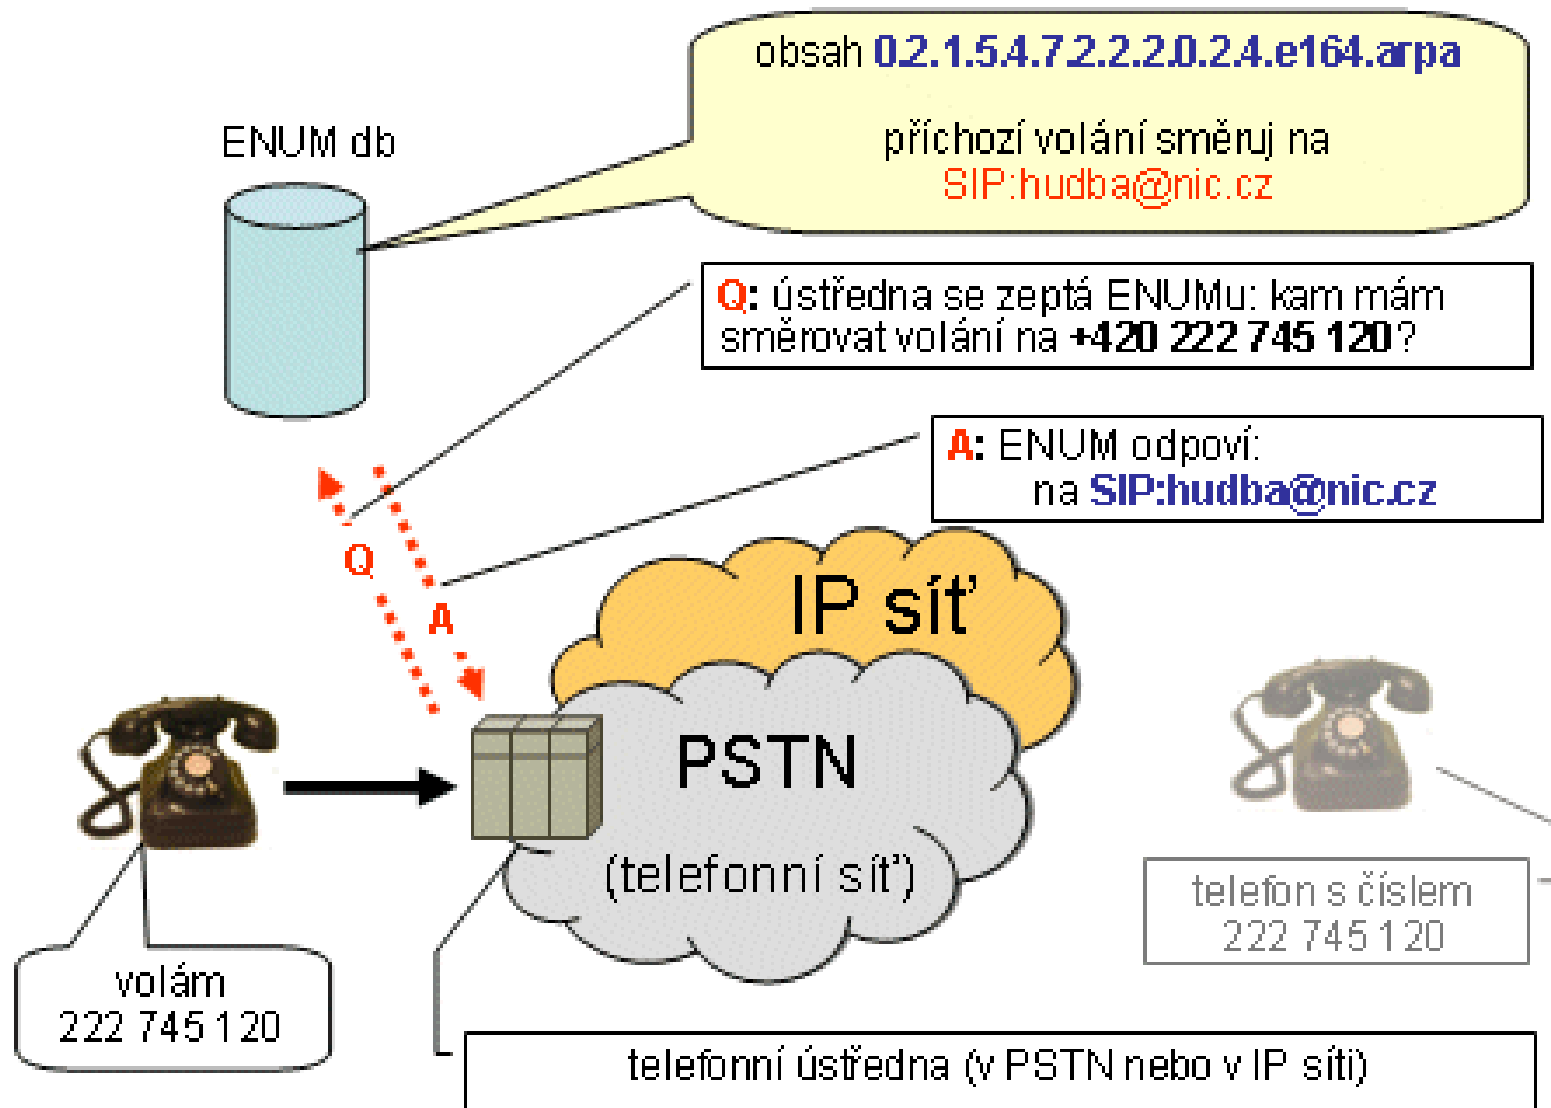 obsah 0.2.1.5.4.7.2.2.2.0.2.4.e164.arpa
příchozí volání směruj na
SIP:hudba@nic.cz
ENUM db
Q: ústředna se zeptá ENUMu: kam mám
směrovat volání na +420 222 745 120?
A: ENUM odpoví:
na SIP:hudba@nic.cz
Q
A
IP síť
PSTN
(telefonní síť)
telefon s číslem
222 745 120
volám
222 745 120
telefonní ústředna (v PSTN nebo v IP síti)